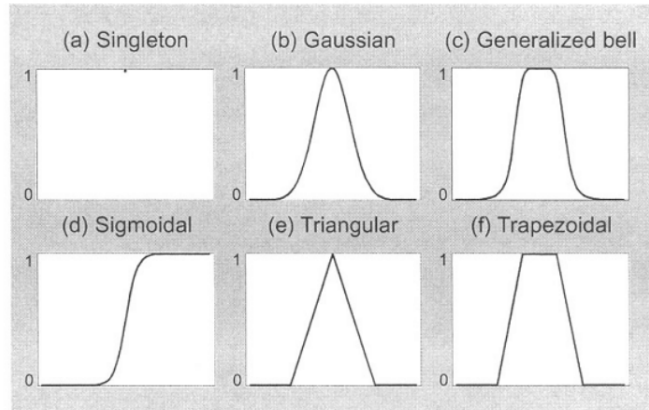 (a) Singleton (b) Gaussian (c) Generalized bell
1 1 1
0 0 0
(d) Sigmoidal (e) Triangular (f) Trapezoidal
1 1 1
0 0 0